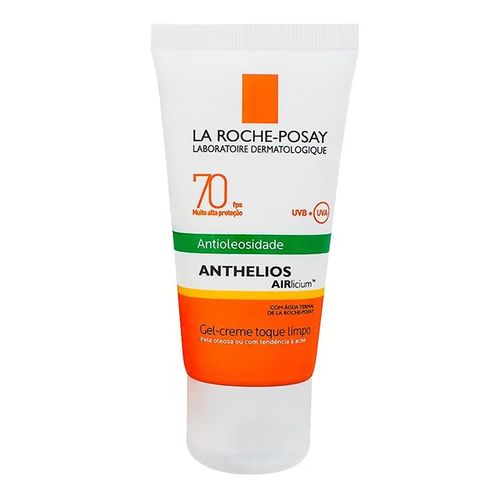 LA ROCHE-POSAY
LABORATOIRE DERMATOLOGIQUE
70 fps
Muito alta proteção
UVB + UVA
Antioleosidade
ANTHELIOS
AIRlicium™
COM ÁGUA TERMAL
DE LA ROCHE-POSAY
Gel-creme toque limpo
Pele oleosa ou com tendência à acne